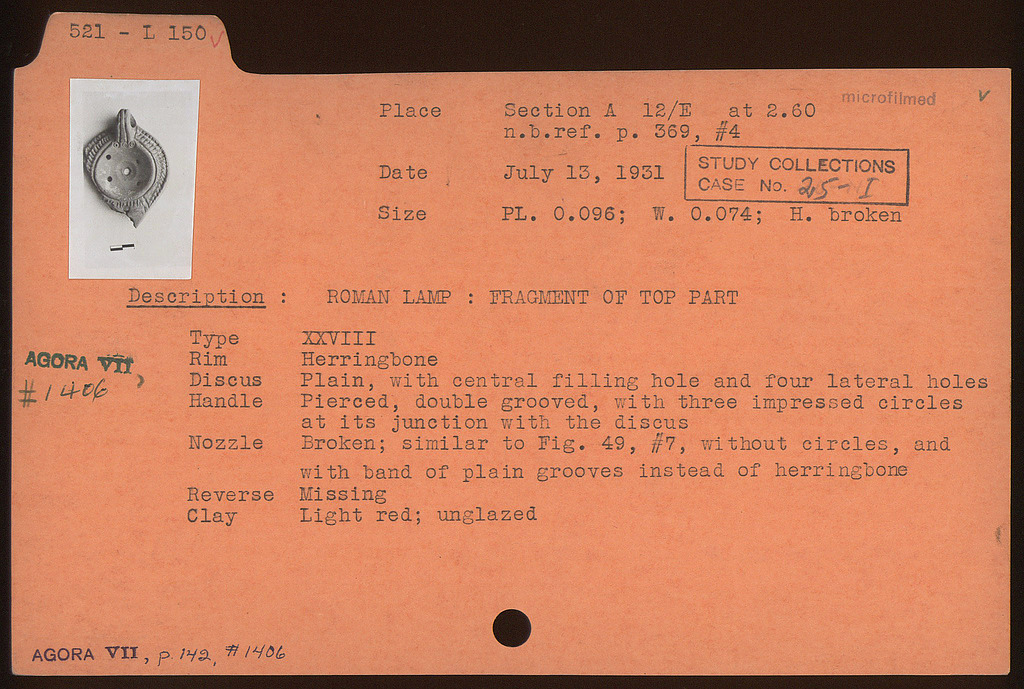 521 - L 150 ✓
microfilmed ✓
Place Section A 12/E at 2.60
n.b.ref. p. 369, #4
Date July 13, 1931
STUDY COLLECTIONS
CASE No. 25-I
Size PL. 0.096; W. 0.074; H. broken
Description : ROMAN LAMP : FRAGMENT OF TOP PART
Type XXVIII
Rim Herringbone
AGORA VII,
#1406
Discus Plain, with central filling hole and four lateral holes
Handle Pierced, double grooved, with three impressed circles
at its junction with the discus
Nozzle Broken; similar to Fig. 49, #7, without circles, and
with band of plain grooves instead of herringbone
Reverse Missing
Clay Light red; unglazed
AGORA VII, p. 142, #1406